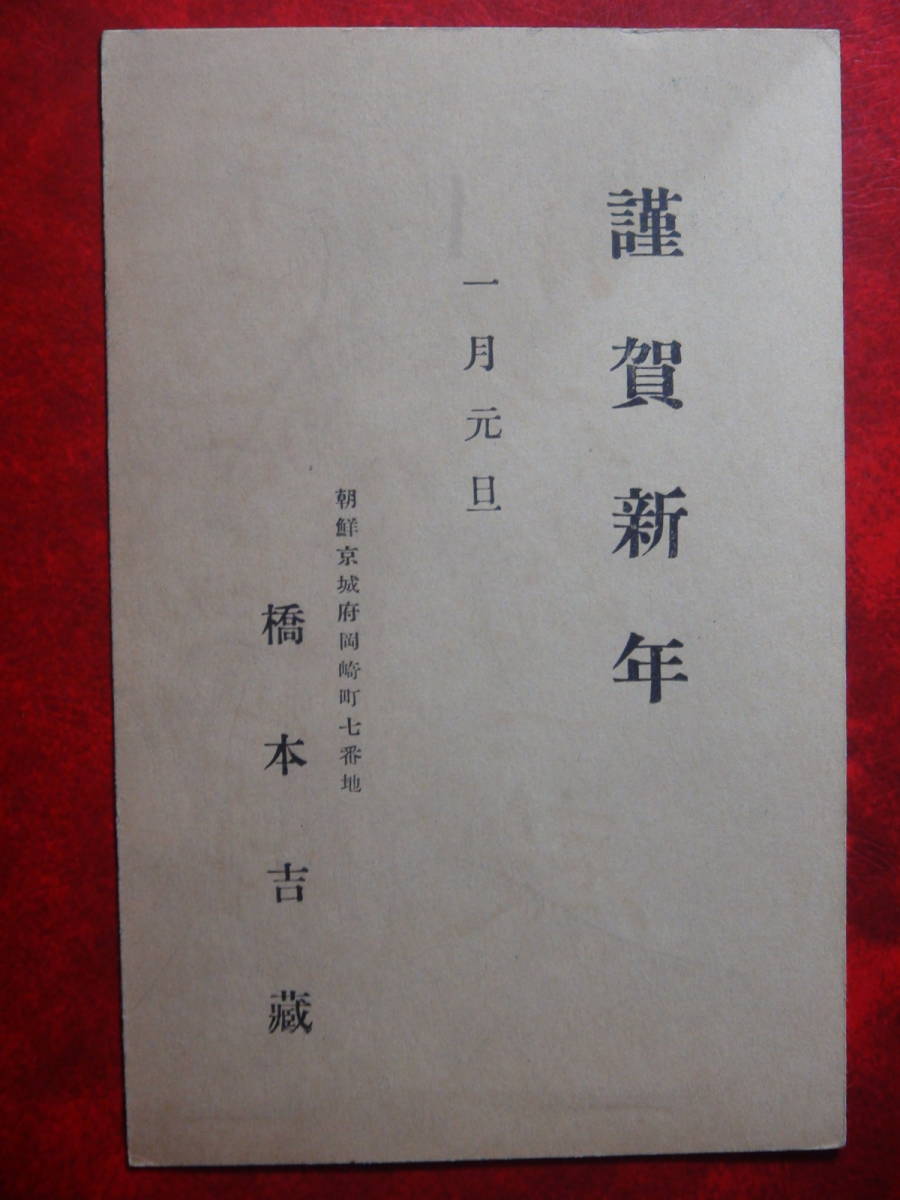 謹賀新年
一月元旦
朝鮮京城府岡崎町七番地
橋本吉藏